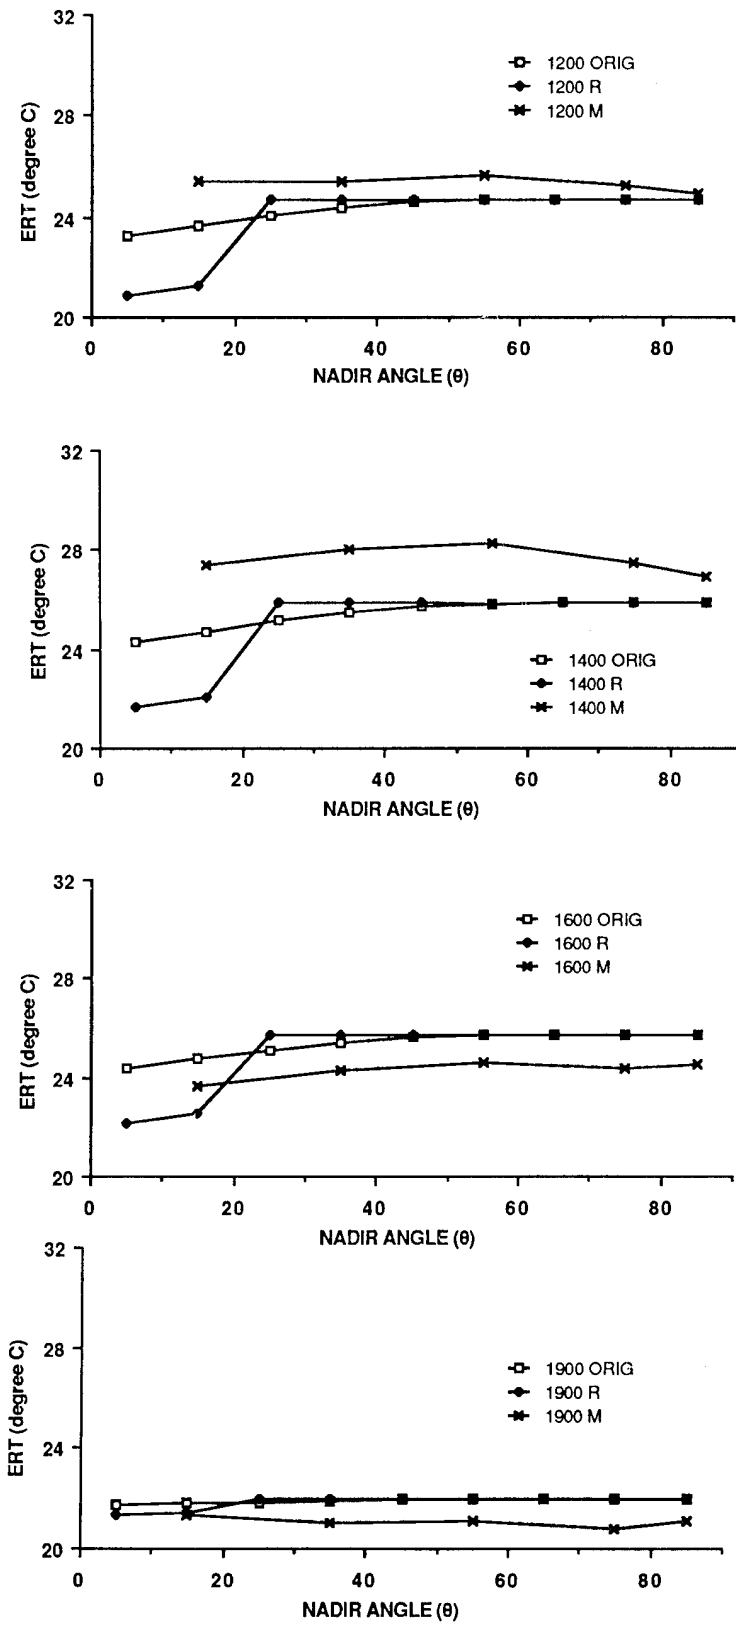 32
28
24
20
ERT (degree C)
1200 ORIG
1200 R
1200 M
0 20 40 60 80
NADIR ANGLE (θ)
32
28
24
20
ERT (degree C)
1400 ORIG
1400 R
1400 M
0 20 40 60 80
NADIR ANGLE (θ)
32
28
24
20
ERT (degree C)
1600 ORIG
1600 R
1600 M
0 20 40 60 80
NADIR ANGLE (θ)
32
28
24
20
ERT (degree C)
1900 ORIG
1900 R
1900 M
0 20 40 60 80
NADIR ANGLE (θ)